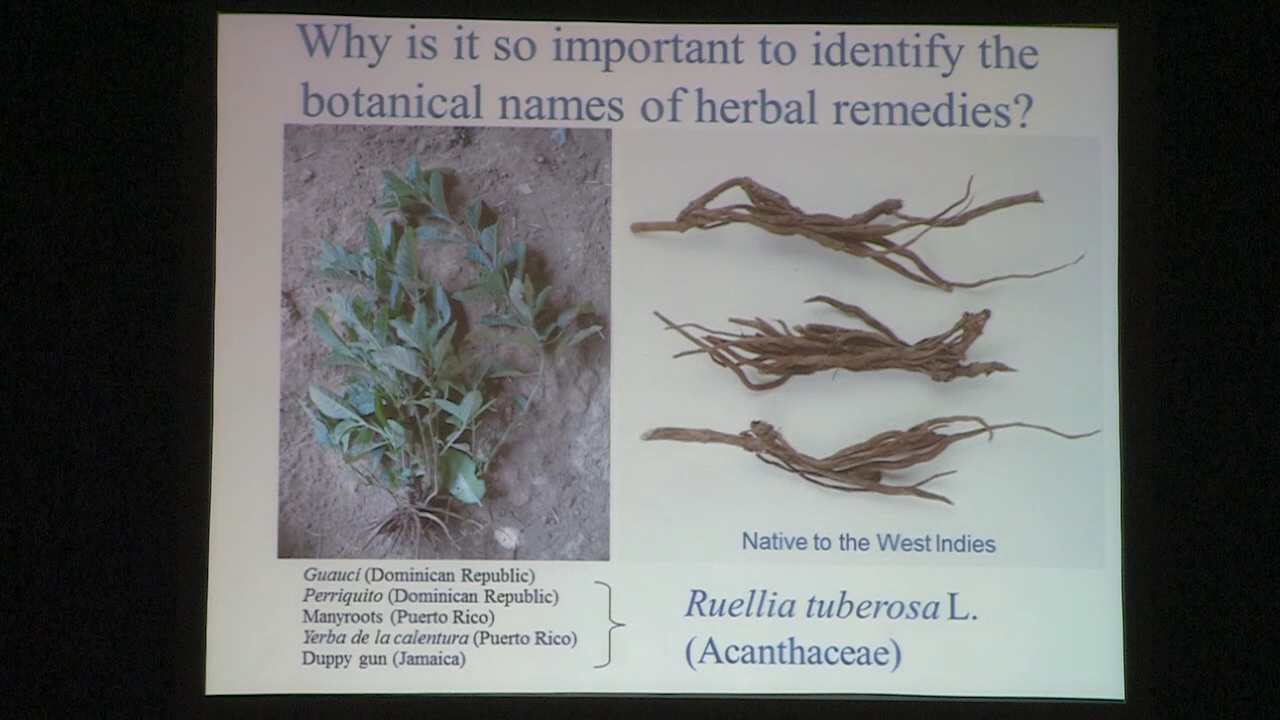 Why is it so important to identify the
botanical names of herbal remedies?
Native to the West Indies
Guaucí (Dominican Republic)
Perriquito (Dominican Republic)
Manyroots (Puerto Rico)
Yerba de la calentura (Puerto Rico)
Duppy gun (Jamaica)
Ruellia tuberosa L.
(Acanthaceae)